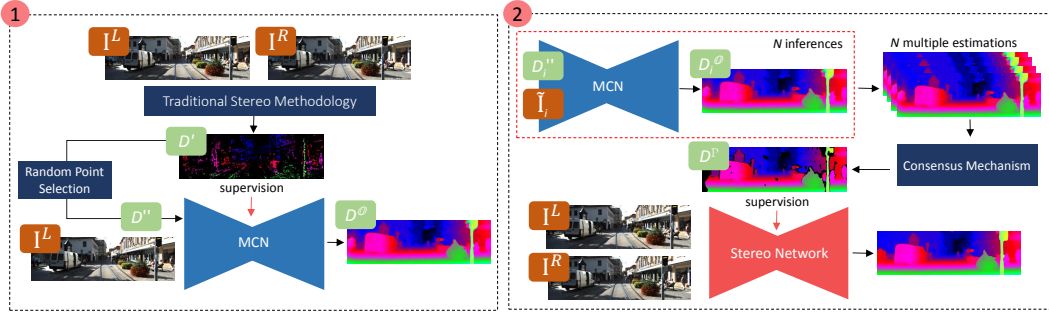 1
I^L
I^R
Traditional Stereo Methodology
D'
Random Point
Selection
supervision
D''
I^L
MCN
D^𝒪
2
N inferences
D_i''
Ĩ_i
MCN
D_i^𝒪
N multiple estimations
Consensus Mechanism
D^P
supervision
I^L
I^R
Stereo Network